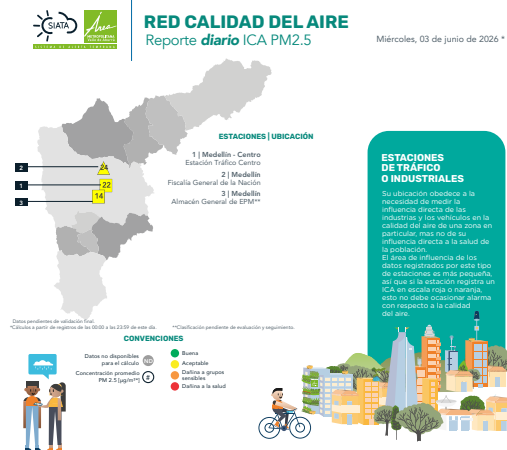 SIATA
Área
METROPOLITANA
Valle de Aburrá
SISTEMA DE ALERTA TEMPRANA
RED CALIDAD DEL AIRE
Reporte diario ICA PM2.5
Miércoles, 03 de junio de 2026 *
ESTACIONES | UBICACIÓN
1 | Medellín - Centro
Estación Tráfico Centro
2 | Medellín
Fiscalía General de la Nación
3 | Medellín
Almacén General de EPM**
2
24
1
22
14
3
ESTACIONES
DE TRÁFICO
O INDUSTRIALES
Su ubicación obedece a la
necesidad de medir la
influencia directa de las
industrias y los vehículos en la
calidad del aire de una zona en
particular, mas no de su
influencia directa a la salud de
la población.
El área de influencia de los
datos registrados por este tipo
de estaciones es más pequeña,
así que si la estación registra un
ICA en escala roja o naranja,
esto no debe ocasionar alarma
con respecto a la calidad
del aire.
Datos pendientes de validación final.
*Cálculos a partir de registros de las 00:00 a las 23:59 de este día.
**Clasificación pendiente de evaluación y seguimiento.
CONVENCIONES
Datos no disponibles
para el cálculo
ND
Concentración promedio
PM 2.5 (µg/m³)
#
Buena
Aceptable
Dañina a grupos
sensibles
Dañina a la salud